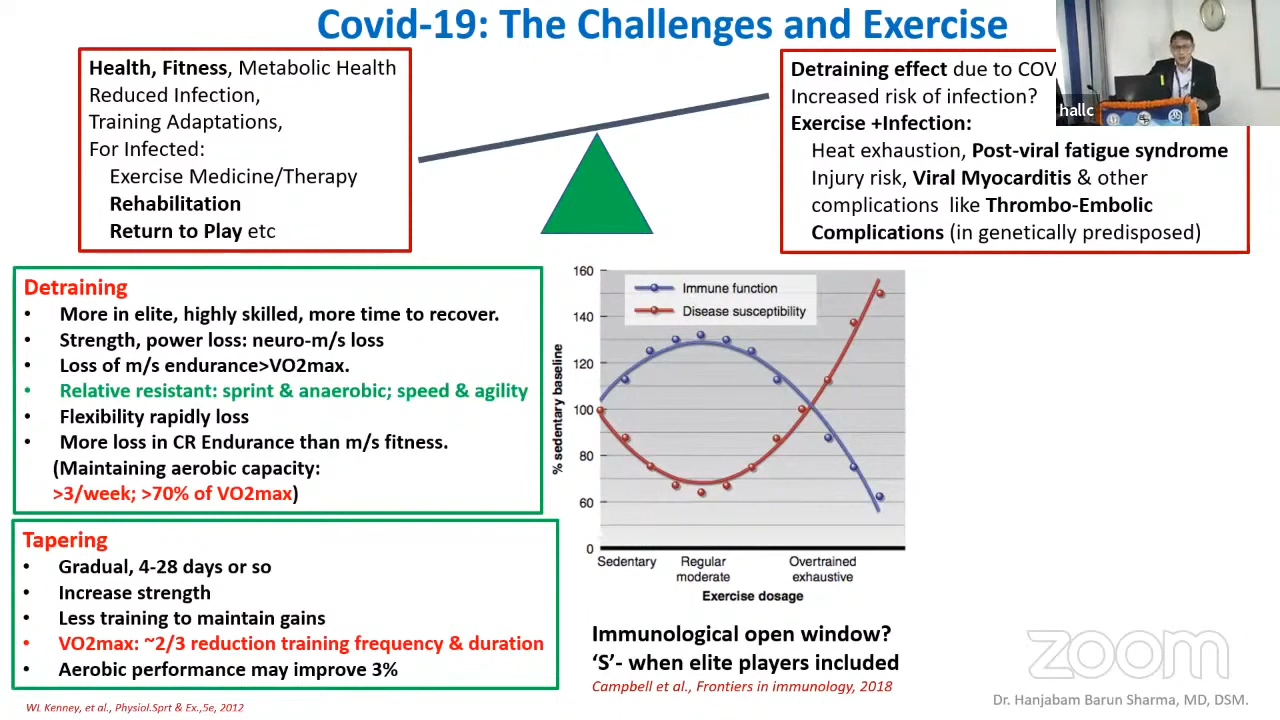 Covid-19: The Challenges and Exercise
Health, Fitness, Metabolic Health
Reduced Infection,
Training Adaptations,
For Infected:
Exercise Medicine/Therapy
Rehabilitation
Return to Play etc
Detraining effect due to COV
Increased risk of infection?
Exercise +Infection:
Heat exhaustion, Post-viral fatigue syndrome
Injury risk, Viral Myocarditis & other
complications like Thrombo-Embolic
Complications (in genetically predisposed)
hallc
Detraining
• More in elite, highly skilled, more time to recover.
• Strength, power loss: neuro-m/s loss
• Loss of m/s endurance>VO2max.
• Relative resistant: sprint & anaerobic; speed & agility
• Flexibility rapidly loss
• More loss in CR Endurance than m/s fitness.
(Maintaining aerobic capacity:
>3/week; >70% of VO2max)
Tapering
• Gradual, 4-28 days or so
• Increase strength
• Less training to maintain gains
• VO2max: ~2/3 reduction training frequency & duration
• Aerobic performance may improve 3%
WL Kenney, et al., Physiol.Sprt & Ex.,5e, 2012
Immune function
Disease susceptibility
% sedentary baseline
160
140
120
100
80
60
0
Sedentary
Regular
moderate
Overtrained
exhaustive
Exercise dosage
Immunological open window?
‘S’- when elite players included
Campbell et al., Frontiers in immunology, 2018
zoom
Dr. Hanjabam Barun Sharma, MD, DSM.